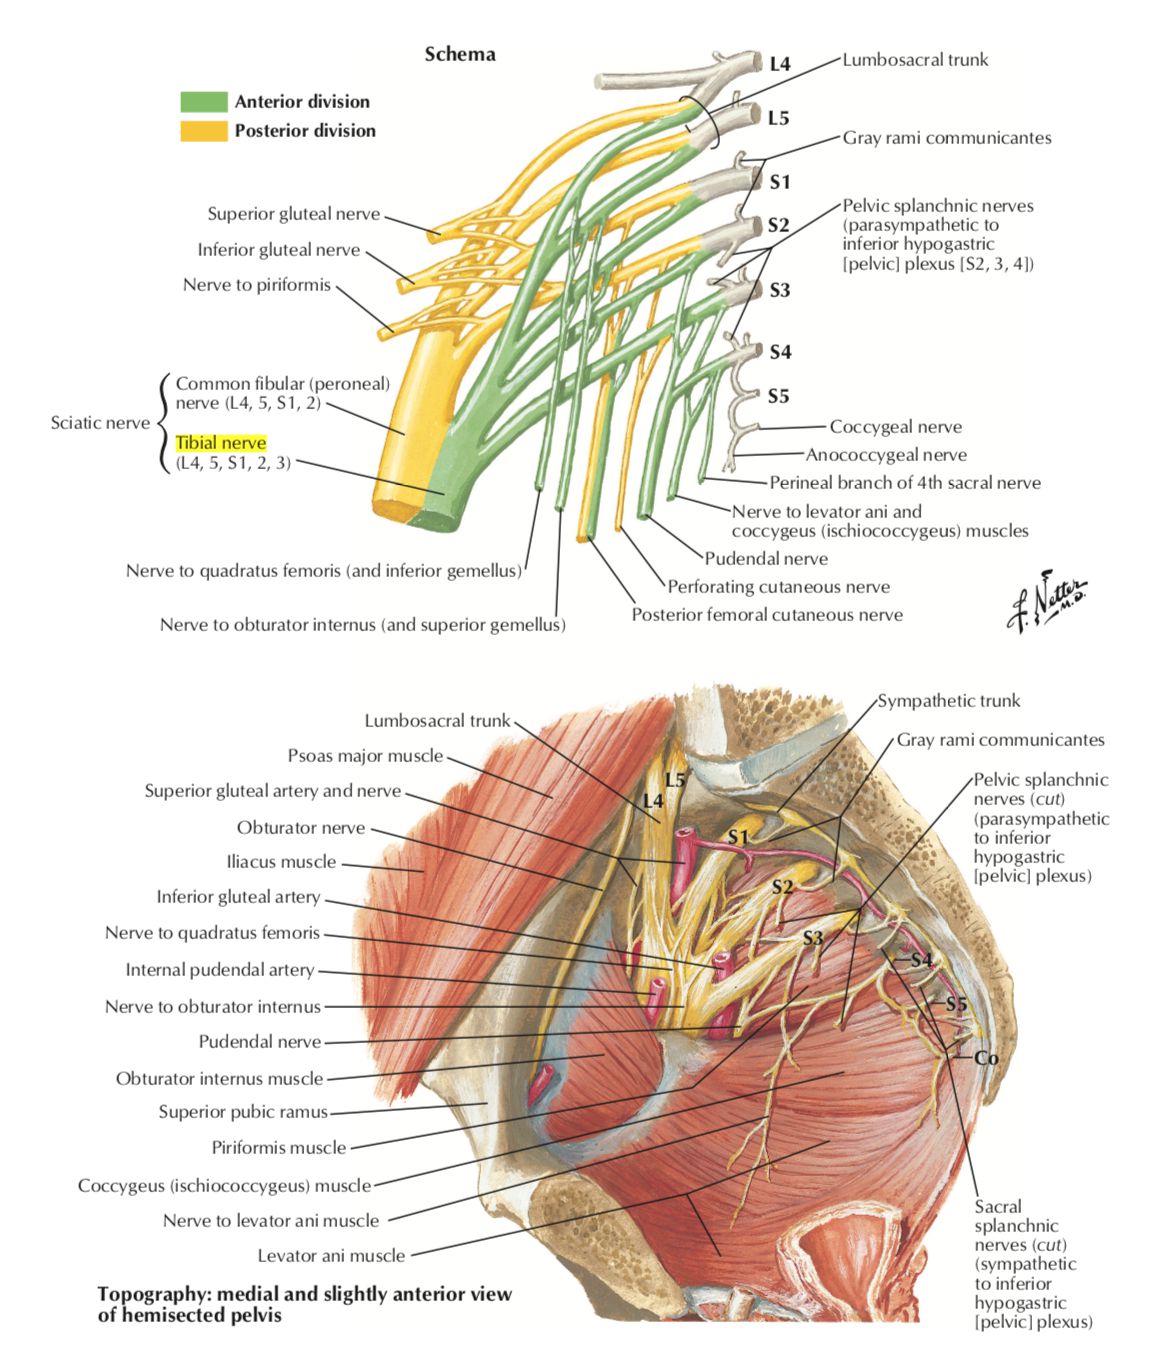 Schema
Anterior division
Posterior division
L4
L5
S1
S2
S3
S4
S5
Lumbosacral trunk
Gray rami communicantes
Pelvic splanchnic nerves
(parasympathetic to
inferior hypogastric
[pelvic] plexus [S2, 3, 4])
Superior gluteal nerve
Inferior gluteal nerve
Nerve to piriformis
Sciatic nerve
Common fibular (peroneal)
nerve (L4, 5, S1, 2)
Tibial nerve
(L4, 5, S1, 2, 3)
Coccygeal nerve
Anococcygeal nerve
Perineal branch of 4th sacral nerve
Nerve to levator ani and
coccygeus (ischiococcygeus) muscles
Pudendal nerve
Perforating cutaneous nerve
Posterior femoral cutaneous nerve
Nerve to quadratus femoris (and inferior gemellus)
Nerve to obturator internus (and superior gemellus)
F. Netter
M.D.
Lumbosacral trunk
Psoas major muscle
Superior gluteal artery and nerve
Obturator nerve
Iliacus muscle
Inferior gluteal artery
Nerve to quadratus femoris
Internal pudendal artery
Nerve to obturator internus
Pudendal nerve
Obturator internus muscle
Superior pubic ramus
Piriformis muscle
Coccygeus (ischiococcygeus) muscle
Nerve to levator ani muscle
Levator ani muscle
L5
L4
S1
S2
S3
S4
S5
Co
Sympathetic trunk
Gray rami communicantes
Pelvic splanchnic
nerves (cut)
(parasympathetic
to inferior
hypogastric
[pelvic] plexus)
Sacral
splanchnic
nerves (cut)
(sympathetic
to inferior
hypogastric
[pelvic] plexus)
Topography: medial and slightly anterior view
of hemisected pelvis